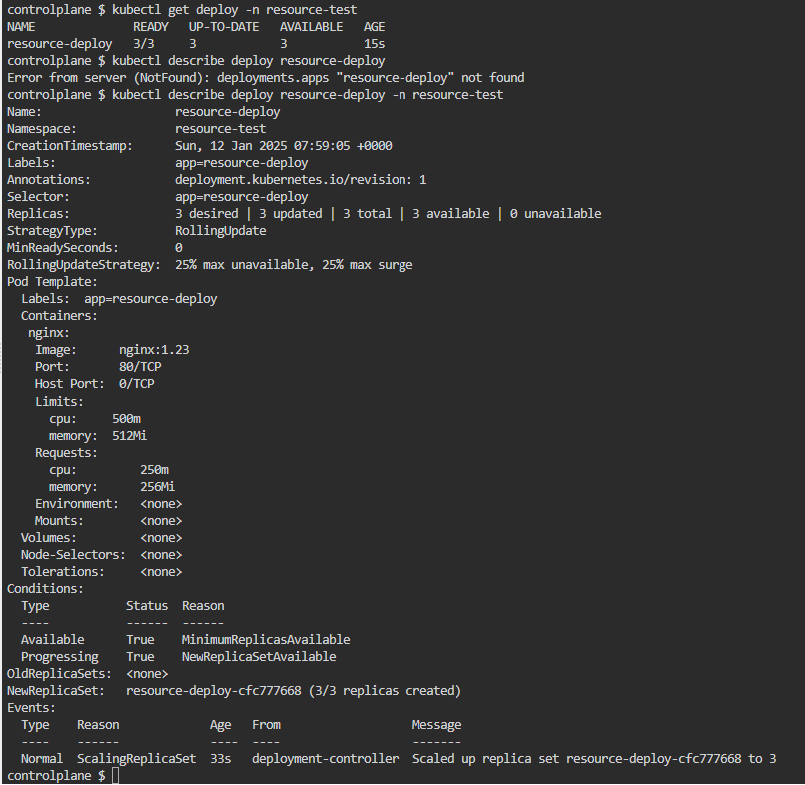 controlplane $ kubectl get deploy -n resource-test
NAME              READY   UP-TO-DATE   AVAILABLE   AGE
resource-deploy   3/3     3            3           15s
controlplane $ kubectl describe deploy resource-deploy
Error from server (NotFound): deployments.apps "resource-deploy" not found
controlplane $ kubectl describe deploy resource-deploy -n resource-test
Name:                   resource-deploy
Namespace:              resource-test
CreationTimestamp:      Sun, 12 Jan 2025 07:59:05 +0000
Labels:                 app=resource-deploy
Annotations:            deployment.kubernetes.io/revision: 1
Selector:               app=resource-deploy
Replicas:               3 desired | 3 updated | 3 total | 3 available | 0 unavailable
StrategyType:           RollingUpdate
MinReadySeconds:        0
RollingUpdateStrategy:  25% max unavailable, 25% max surge
Pod Template:
  Labels:  app=resource-deploy
  Containers:
   nginx:
    Image:      nginx:1.23
    Port:       80/TCP
    Host Port:  0/TCP
    Limits:
      cpu:     500m
      memory:  512Mi
    Requests:
      cpu:         250m
      memory:      256Mi
    Environment:   <none>
    Mounts:        <none>
  Volumes:         <none>
  Node-Selectors:  <none>
  Tolerations:     <none>
Conditions:
  Type           Status  Reason
  ----           ------  ------
  Available      True    MinimumReplicasAvailable
  Progressing    True    NewReplicaSetAvailable
OldReplicaSets:  <none>
NewReplicaSet:   resource-deploy-cfc777668 (3/3 replicas created)
Events:
  Type    Reason             Age   From                   Message
  ----    ------             ----  ----                   -------
  Normal  ScalingReplicaSet  33s   deployment-controller  Scaled up replica set resource-deploy-cfc777668 to 3
controlplane $